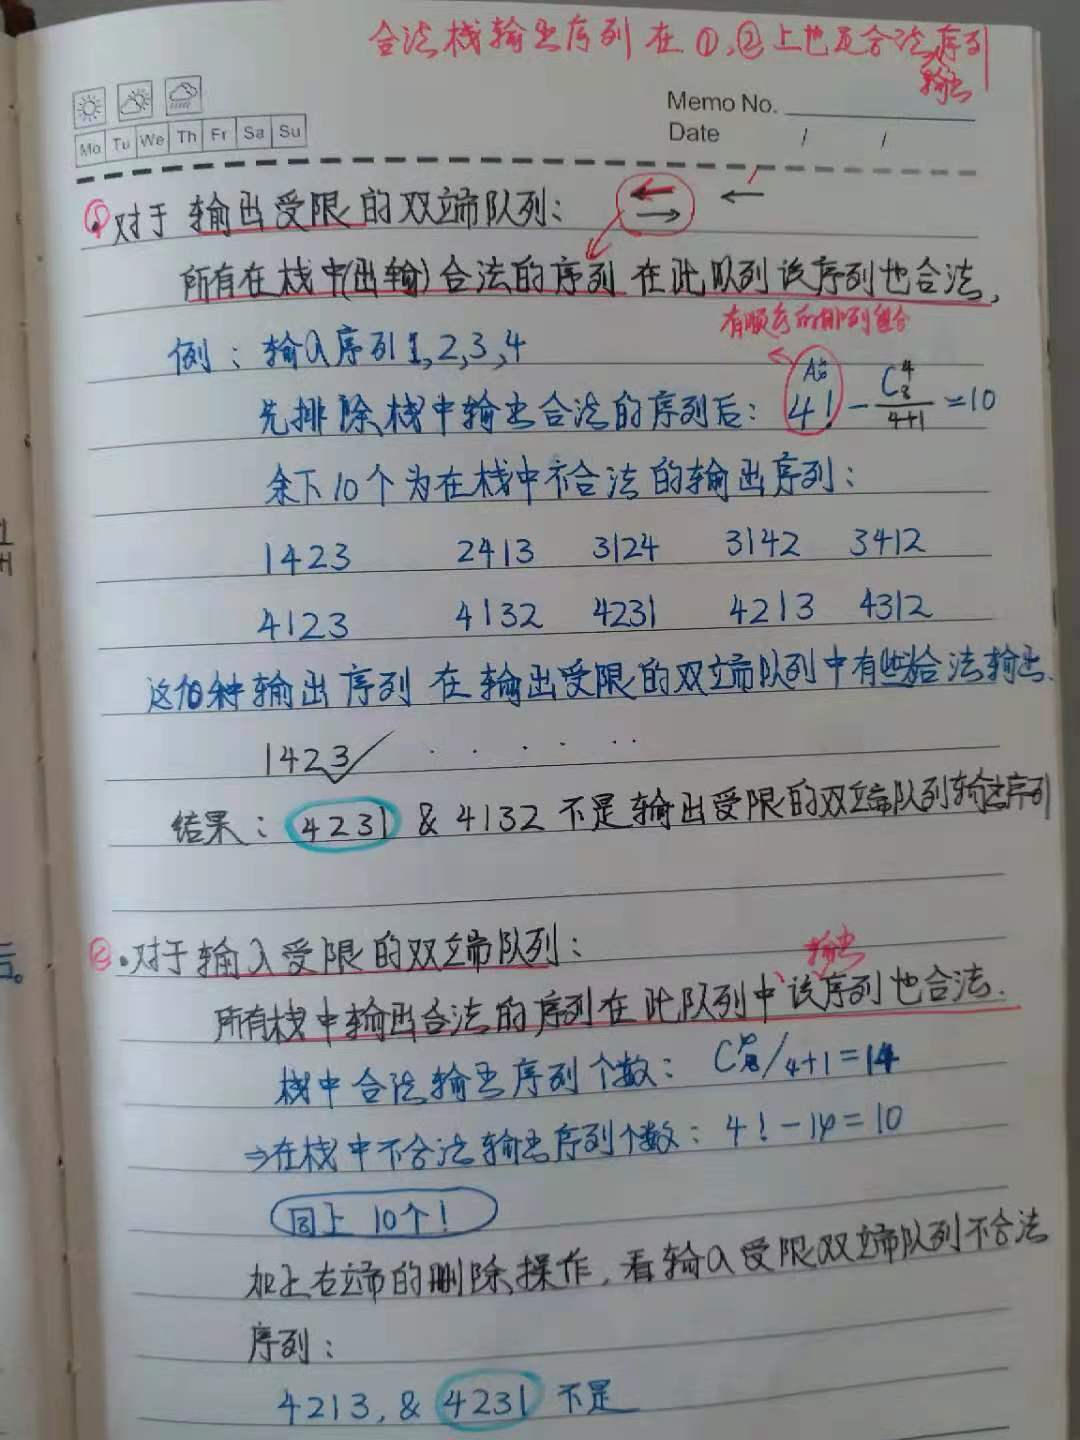 合法栈输出序列在①,②上也是合法序列
输出
Memo No.
Mo Tu We Th Fr Sa Su
Date / /
①.对于输出受限的双端队列：
所有在栈中(出输)合法的序列在此队列该序列也合法,
有顺序的排列组合
例：输入序列1,2,3,4
先排除栈中输出合法的序列后：4! - C₈⁴/4+1 =10
余下10个为在栈中不合法的输出序列：
1423 2413 3124 3142 3412
4123 4132 4231 4213 4312
这10种输出序列在输出受限的双端队列中有些合法输出.
1423✓ · · · · · ·
结果：4231 & 4132 不是输出受限的双端队列输出序列
②.对于输入受限的双端队列：
输出
所有栈中输出合法的序列在此队列中、该序列也合法.
栈中合法输出序列个数：C₈⁴/4+1=14
⇒在栈中不合法输出序列个数：4!-14=10
同上 10个!
加上右端的删除操作,看输入受限双端队列不合法
序列：
4213,& 4231 不是